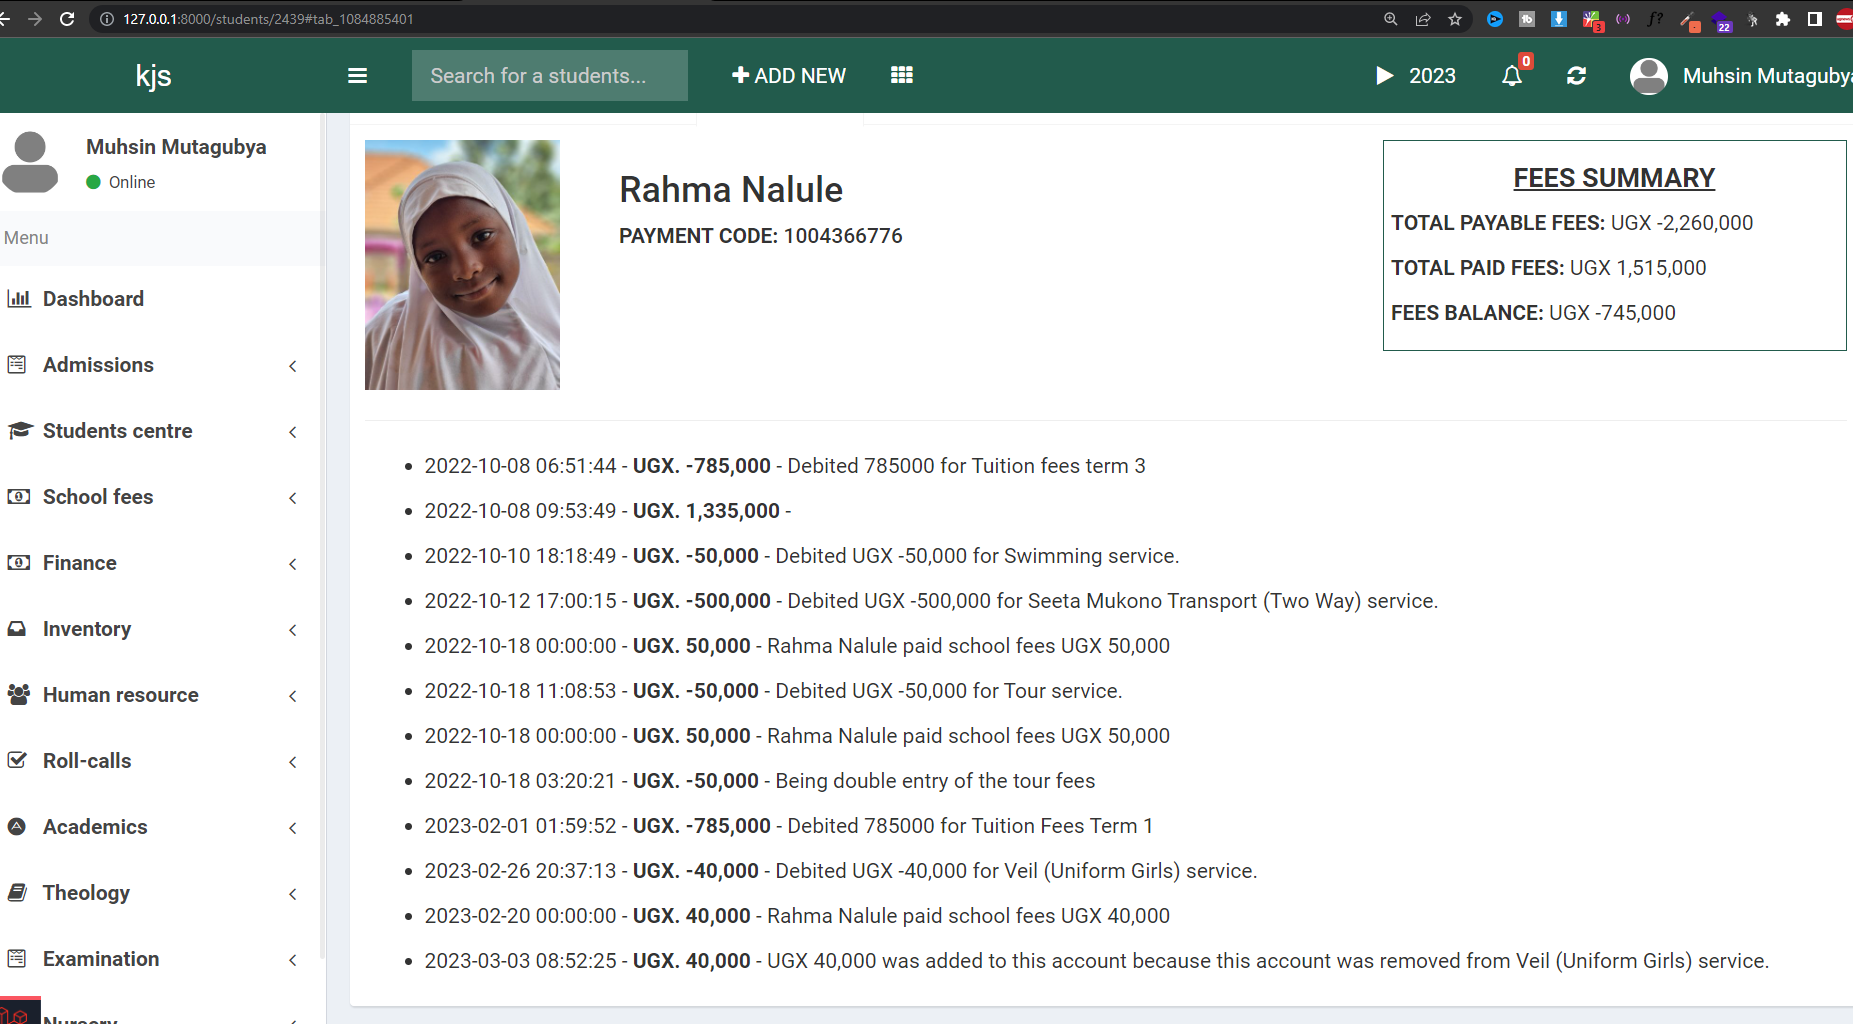 127.0.0.1:8000/students/2439#tab_1084885401
3
22
kjs
Search for a students...
ADD NEW
2023
0
Muhsin Mutagubya
Muhsin Mutagubya
Online
Menu
Dashboard
Admissions
Students centre
School fees
Finance
Inventory
Human resource
Roll-calls
Academics
Theology
Examination
Nursery
Rahma Nalule
PAYMENT CODE: 1004366776
FEES SUMMARY
TOTAL PAYABLE FEES: UGX -2,260,000
TOTAL PAID FEES: UGX 1,515,000
FEES BALANCE: UGX -745,000
2022-10-08 06:51:44 - UGX. -785,000 - Debited 785000 for Tuition fees term 3
2022-10-08 09:53:49 - UGX. 1,335,000 -
2022-10-10 18:18:49 - UGX. -50,000 - Debited UGX -50,000 for Swimming service.
2022-10-12 17:00:15 - UGX. -500,000 - Debited UGX -500,000 for Seeta Mukono Transport (Two Way) service.
2022-10-18 00:00:00 - UGX. 50,000 - Rahma Nalule paid school fees UGX 50,000
2022-10-18 11:08:53 - UGX. -50,000 - Debited UGX -50,000 for Tour service.
2022-10-18 00:00:00 - UGX. 50,000 - Rahma Nalule paid school fees UGX 50,000
2022-10-18 03:20:21 - UGX. -50,000 - Being double entry of the tour fees
2023-02-01 01:59:52 - UGX. -785,000 - Debited 785000 for Tuition Fees Term 1
2023-02-26 20:37:13 - UGX. -40,000 - Debited UGX -40,000 for Veil (Uniform Girls) service.
2023-02-20 00:00:00 - UGX. 40,000 - Rahma Nalule paid school fees UGX 40,000
2023-03-03 08:52:25 - UGX. 40,000 - UGX 40,000 was added to this account because this account was removed from Veil (Uniform Girls) service.